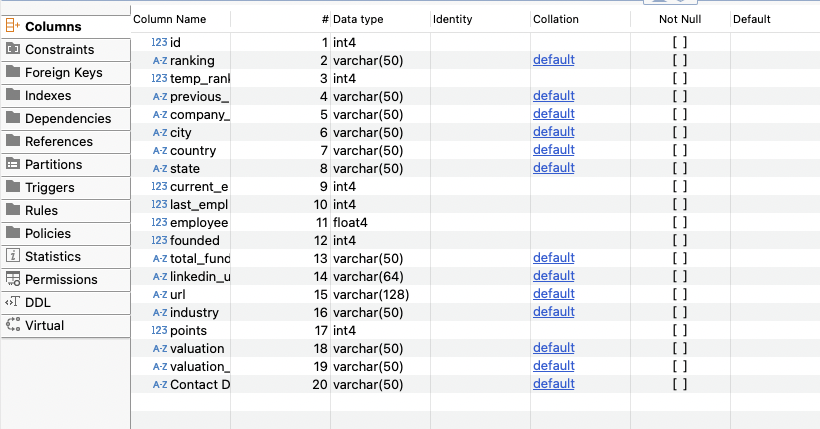 Columns
Constraints
Foreign Keys
Indexes
Dependencies
References
Partitions
Triggers
Rules
Policies
Statistics
Permissions
DDL
Virtual
Column Name # Data type Identity Collation Not Null Default
123 id 1 int4 [ ]
A-Z ranking 2 varchar(50) default [ ]
123 temp_rank 3 int4 [ ]
A-Z previous_ 4 varchar(50) default [ ]
A-Z company_ 5 varchar(50) default [ ]
A-Z city 6 varchar(50) default [ ]
A-Z country 7 varchar(50) default [ ]
A-Z state 8 varchar(50) default [ ]
123 current_e 9 int4 [ ]
123 last_empl 10 int4 [ ]
123 employee 11 float4 [ ]
123 founded 12 int4 [ ]
A-Z total_fund 13 varchar(50) default [ ]
A-Z linkedin_u 14 varchar(64) default [ ]
A-Z url 15 varchar(128) default [ ]
A-Z industry 16 varchar(50) default [ ]
123 points 17 int4 [ ]
A-Z valuation 18 varchar(50) default [ ]
A-Z valuation_ 19 varchar(50) default [ ]
A-Z Contact D 20 varchar(50) default [ ]